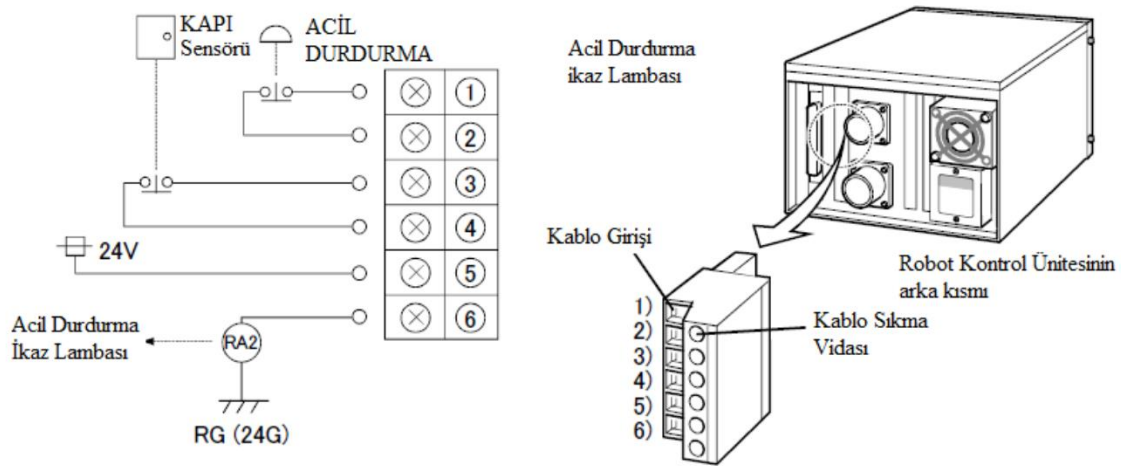 KAPI
Sensörü
ACİL
DURDURMA
1
2
3
4
5
6
24V
Acil Durdurma
İkaz Lambası
RA2
RG (24G)
Acil Durdurma
ikaz Lambası
Robot Kontrol Ünitesinin
arka kısmı
Kablo Girişi
1)
2)
3)
4)
5)
6)
Kablo Sıkma
Vidası